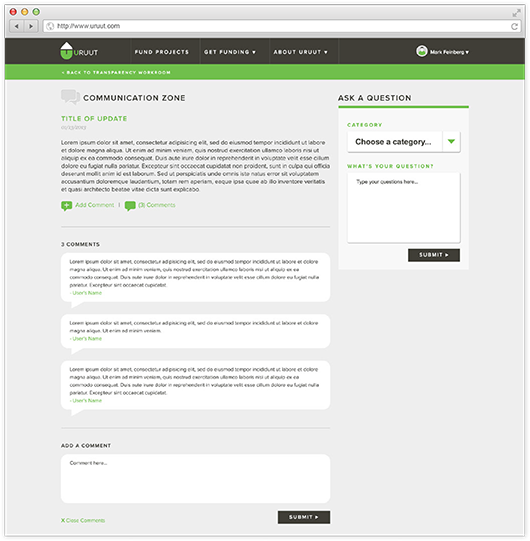 http://www.uruut.com
URUUT
FUND PROJECTS
GET FUNDING ▾
ABOUT URUUT ▾
Mark Feinberg ▾
< BACK TO TRANSPARENCY WORKROOM
COMMUNICATION ZONE
TITLE OF UPDATE
Lorem ipsum dolor sit amet, consectetur adipisicing elit, sed do eiusmod tempor incididunt ut labore et
dolore magna aliqua. Ut enim ad minim veniam, quis nostrud exercitation ullamco laboris nisi ut aliquip
ex ea commodo consequat. Duis aute irure dolor in reprehenderit in voluptate velit esse cillum dolore eu
fugiat nulla pariatur. Excepteur sint occaecat cupidatat non proident, sunt in culpa qui officia
deserunt mollit anim id est laborum. Sed ut perspiciatis unde omnis iste natus error sit voluptatem
accusantium doloremque laudantium, totam rem aperiam, eaque ipsa quae ab illo inventore veritatis
et quasi architecto beatae vitae dicta sunt explicabo.
Add Comment | (3) Comments
3 COMMENTS
Lorem ipsum dolor sit amet, consectetur adipisicing elit, sed do eiusmod tempor incididunt ut labore et dolore
magna aliqua. Ut enim ad minim veniam, quis nostrud exercitation ullamco laboris nisi ut aliquip ex ea
commodo consequat. Duis aute irure dolor in reprehenderit in voluptate velit esse cillum dolore eu fugiat nulla
pariatur. Excepteur sint occaecat cupidatat
- User's Name
Lorem ipsum dolor sit amet, consectetur adipisicing elit, sed do eiusmod tempor incididunt ut labore et dolore
magna aliqua. Ut enim ad minim veniam.
- User's Name
Lorem ipsum dolor sit amet, consectetur adipisicing elit, sed do eiusmod tempor incididunt ut labore et dolore
magna aliqua. Ut enim ad minim veniam, quis nostrud exercitation ullamco laboris nisi ut aliquip ex ea
commodo consequat. Duis aute irure dolor in reprehenderit in voluptate velit esse cillum dolore eu fugiat nulla
pariatur. Excepteur sint occaecat cupidatat.
- User's Name
ADD A COMMENT
Comment here...
X Close Comments
SUBMIT >
ASK A QUESTION
CATEGORY
Choose a category...
WHAT'S YOUR QUESTION?
Type your questions here...
SUBMIT >